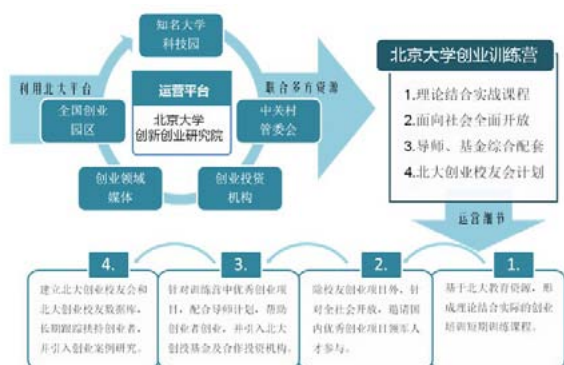 知名大学
科技园
利用北大平台
联合多方资源
全国创业
园区
运营平台
北京大学
创新创业研究院
中关村
管委会
创业领域
媒体
创业投资
机构
北京大学创业训练营
1.理论结合实战课程
2.面向社会全面开放
3.导师、基金综合配套
4.北大创业校友会计划
运营细节
4.
建立北大创业校友会和
北大创业校友数据库，
长期跟踪扶持创业者，
并引入创业案例研究。
3.
针对训练营中优秀创业项
目，配合导师计划，帮助
创业者创业，并引入北大
创投基金及合作投资机构。
2.
除校友创业项目外，针
对全社会开放，邀请国
内优秀创业项目领军人
才参与。
1.
基于北大教育资源，形
成理论结合实际的创业
培训短期训练课程。